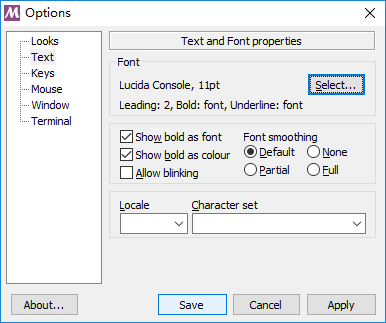 Options
Looks
Text
Keys
Mouse
Window
Terminal
Text and Font properties
Font
Lucida Console, 11pt
Select...
Leading: 2, Bold: font, Underline: font
Show bold as font
Show bold as colour
Allow blinking
Font smoothing
Default
None
Partial
Full
Locale
Character set
About...
Save
Cancel
Apply